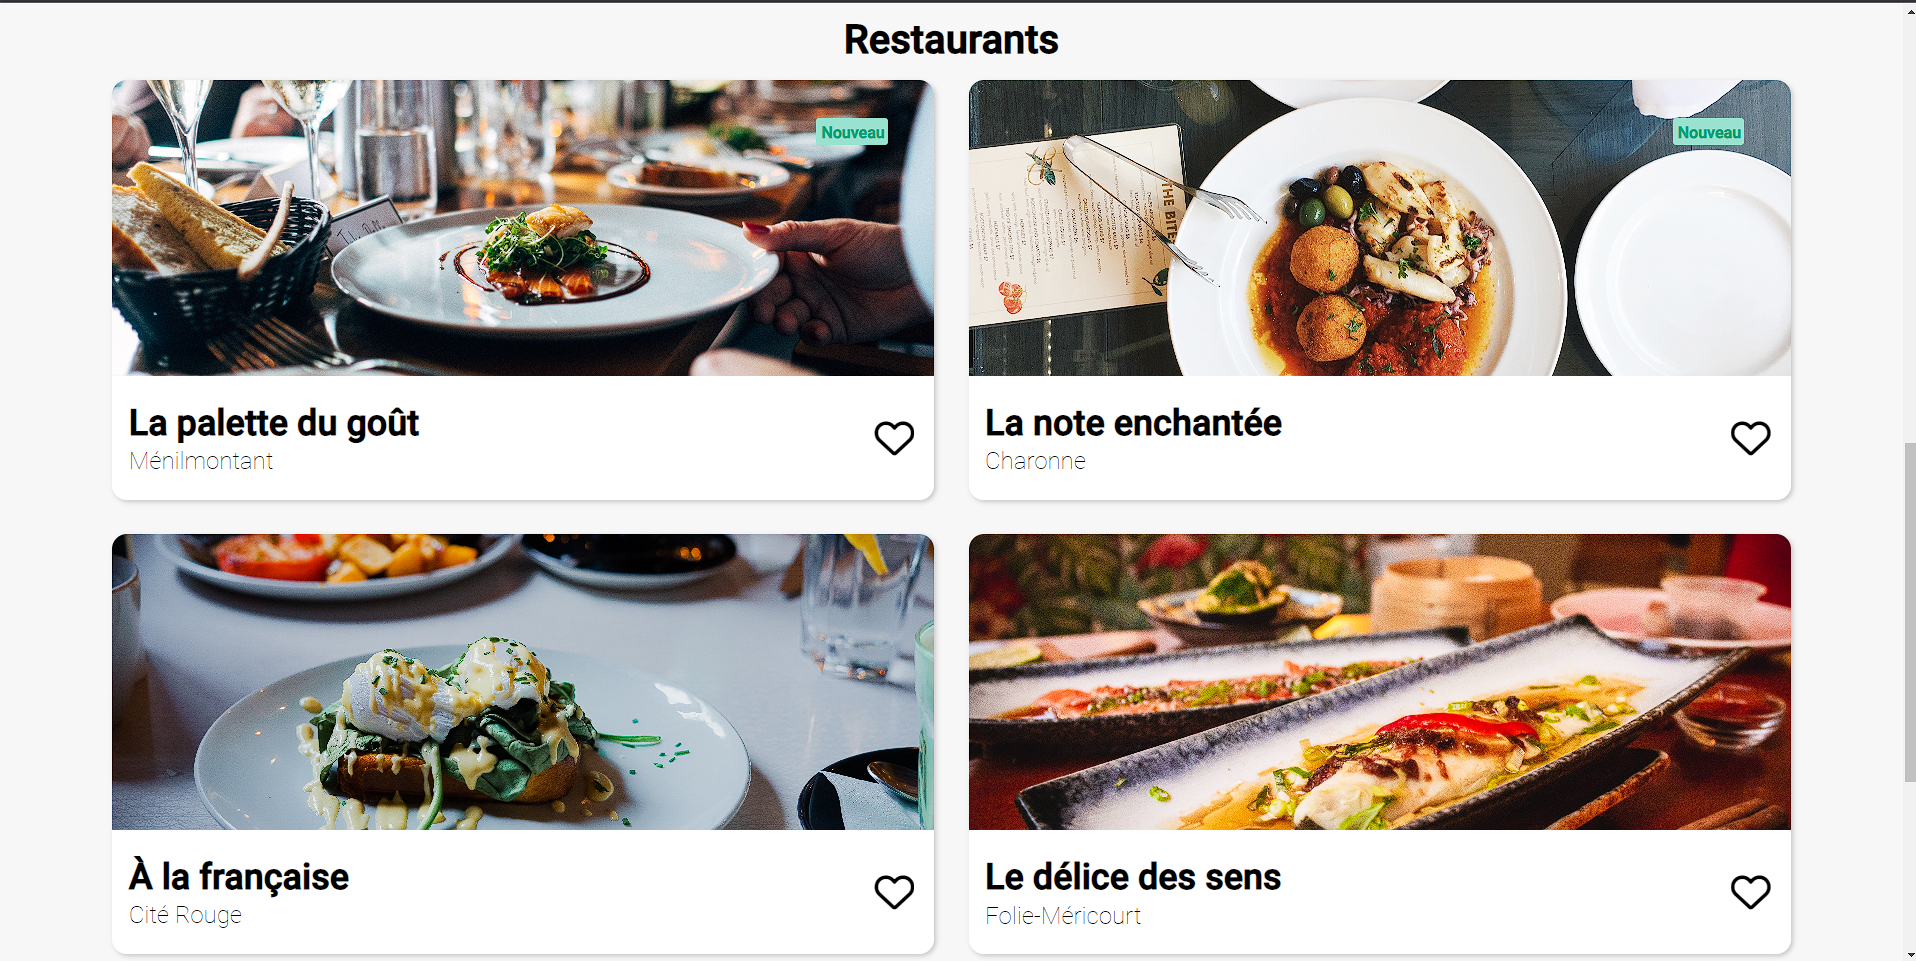 Restaurants
Nouveau
La palette du goût
Ménilmontant
Nouveau
THE BITE
La note enchantée
Charonne
À la française
Cité Rouge
Le délice des sens
Folie-Méricourt